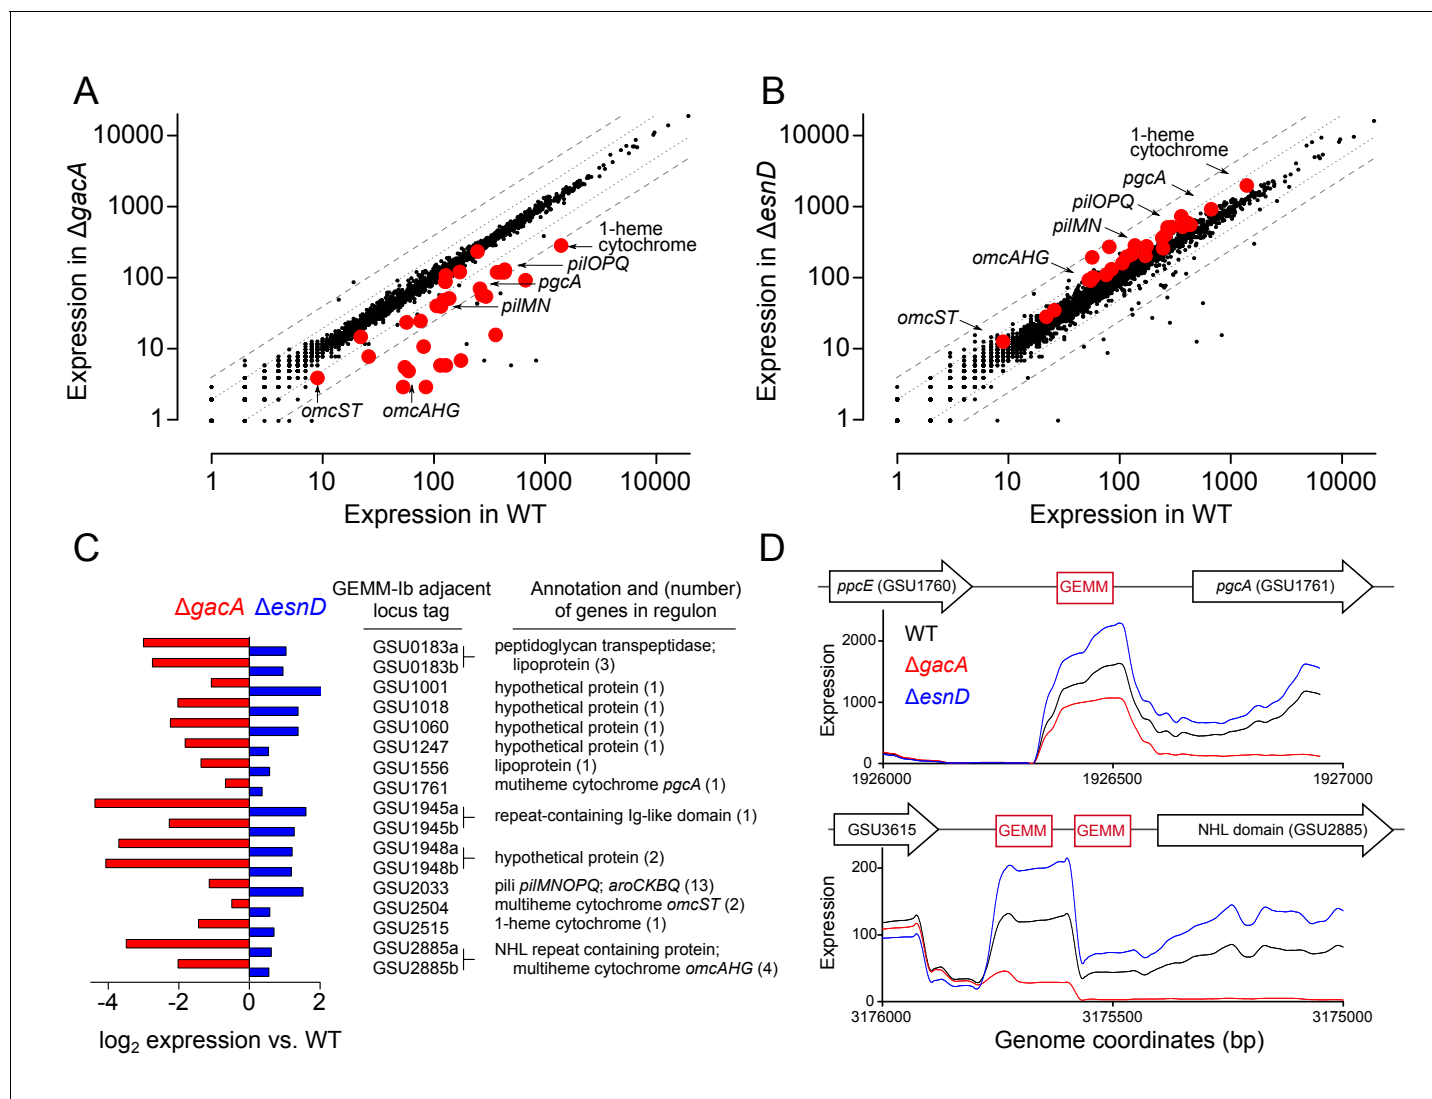 A
Expression in ΔgacA
10000
1000
100
10
1
1-heme
cytochrome
pilOPQ
pgcA
pilMN
omcST
omcAHG
1
10
100
1000
10000
Expression in WT
B
Expression in ΔesnD
10000
1000
100
10
1
1-heme
cytochrome
pgcA
pilOPQ
pilMN
omcAHG
omcST
1
10
100
1000
10000
Expression in WT
C
ΔgacA ΔesnD
GEMM-Ib adjacent
locus tag
Annotation and (number)
of genes in regulon
GSU0183a
GSU0183b
peptidoglycan transpeptidase;
lipoprotein (3)
GSU1001 hypothetical protein (1)
GSU1018 hypothetical protein (1)
GSU1060 hypothetical protein (1)
GSU1247 hypothetical protein (1)
GSU1556 lipoprotein (1)
GSU1761 mutiheme cytochrome pgcA (1)
GSU1945a
GSU1945b
repeat-containing Ig-like domain (1)
GSU1948a
GSU1948b
hypothetical protein (2)
GSU2033 pili pilMNOPQ; aroCKBQ (13)
GSU2504 multiheme cytochrome omcST (2)
GSU2515 1-heme cytochrome (1)
GSU2885a
GSU2885b
NHL repeat containing protein;
multiheme cytochrome omcAHG (4)
-4 -2 0 2
log2 expression vs. WT
D
ppcE (GSU1760)
GEMM
pgcA (GSU1761)
Expression
2000
1000
0
WT
ΔgacA
ΔesnD
1926000 1926500 1927000
GSU3615
GEMM
GEMM
NHL domain (GSU2885)
Expression
200
100
0
3176000 3175500 3175000
Genome coordinates (bp)